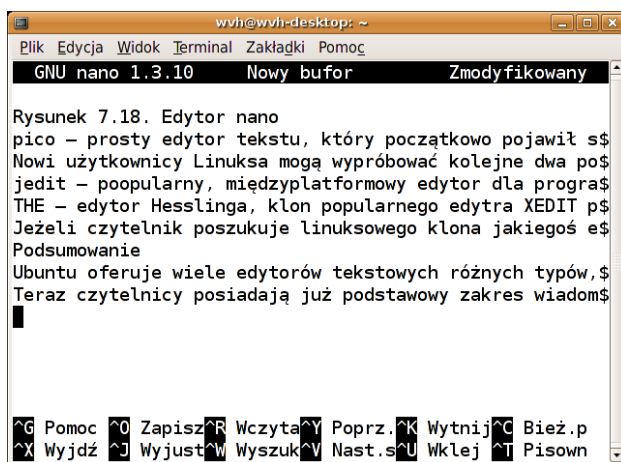 wvh@wvh-desktop: ~
Plik Edycja Widok Terminal Zakładki Pomoc
GNU nano 1.3.10 Nowy bufor Zmodyfikowany
Rysunek 7.18. Edytor nano
pico — prosty edytor tekstu, który początkowo pojawił s$
Nowi użytkownicy Linuksa mogą wypróbować kolejne dwa po$
jedit — poopularny, międzyplatformowy edytor dla progra$
THE — edytor Hesslinga, klon popularnego edytra XEDIT p$
Jeżeli czytelnik poszukuje linuksowego klona jakiegoś e$
Podsumowanie
Ubuntu oferuje wiele edytorów tekstowych różnych typów,$
Teraz czytelnicy posiadają już podstawowy zakres wiadom$
^G Pomoc ^O Zapisz ^R Wczyta ^Y Poprz. ^K Wytnij ^C Bież.p
^X Wyjdź ^J Wyjust ^W Wyszuk ^V Nast.s ^U Wklej ^T Pisown